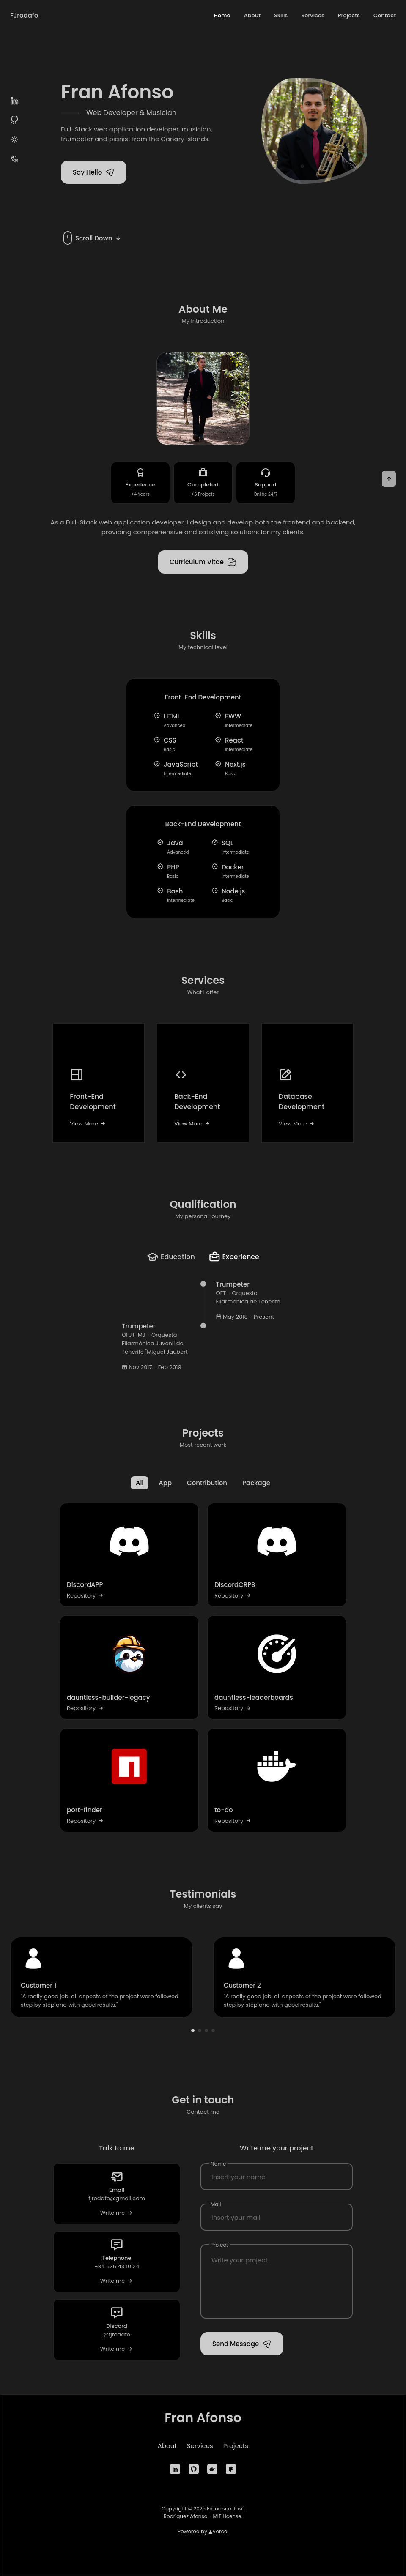 FJrodafo
Home About Skills Services Projects Contact
Fran Afonso
Web Developer & Musician
Full-Stack web application developer, musician,
trumpeter and pianist from the Canary Islands.
Say Hello
Scroll Down
About Me
My introduction
Experience
+4 Years
Completed
+9 Projects
Support
Online 24/7
As a Full-Stack web application developer, I design and develop both the frontend and backend,
providing comprehensive and satisfying solutions for my clients.
Curriculum Vitae
Skills
My technical level
Front-End Development
HTML
Advanced
EWW
Intermediate
CSS
Basic
React
Intermediate
JavaScript
Intermediate
Next.js
Basic
Back-End Development
Java
Advanced
SQL
Intermediate
PHP
Basic
Docker
Intermediate
Bash
Intermediate
Node.js
Basic
Services
What I offer
Front-End
Development
View More
Back-End
Development
View More
Database
Development
View More
Qualification
My personal journey
Education Experience
Trumpeter
OFT - Orquesta
Filarmónica de Tenerife
May 2018 - Present
Trumpeter
OFJT-MJ - Orquesta
Filarmónica Juvenil de
Tenerife "Miguel Jaubert"
Nov 2017 - Feb 2019
Projects
Most recent work
All App Contribution Package
DiscordAPP
Repository
DiscordCRPS
Repository
dauntless-builder-legacy
Repository
dauntless-leaderboards
Repository
port-finder
Repository
to-do
Repository
Testimonials
My clients say
Customer 1
"A really good job, all aspects of the project were followed
step by step and with good results."
Customer 2
"A really good job, all aspects of the project were followed
step by step and with good results."
Get in touch
Contact me
Talk to me
Email
fjrodafo@gmail.com
Write me
Telephone
+34 635 43 10 24
Write me
Discord
@fjrodafo
Write me
Write me your project
Name
Insert your name
Mail
Insert your mail
Project
Write your project
Send Message
Fran Afonso
About Services Projects
Copyright © 2025 Francisco José
Rodríguez Afonso - MIT License.
Powered by ▲Vercel